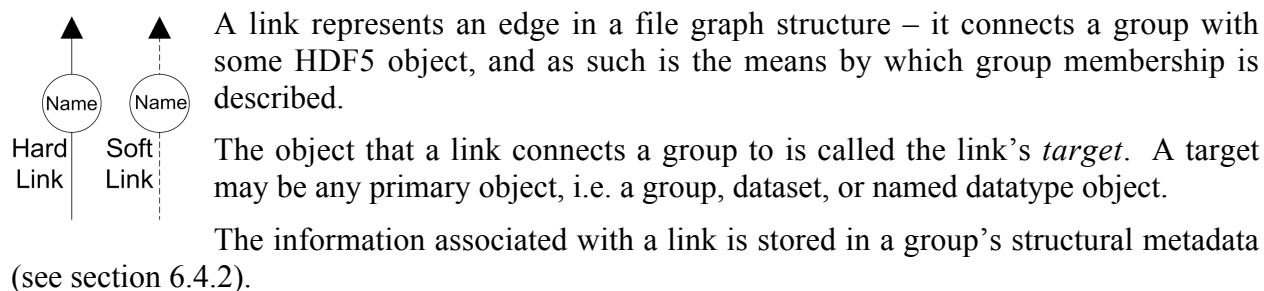 A link represents an edge in a file graph structure – it connects a group with
some HDF5 object, and as such is the means by which group membership is
described.
Name
Name
Hard
Link
Soft
Link
The object that a link connects a group to is called the link's target. A target
may be any primary object, i.e. a group, dataset, or named datatype object.
The information associated with a link is stored in a group's structural metadata
(see section 6.4.2).